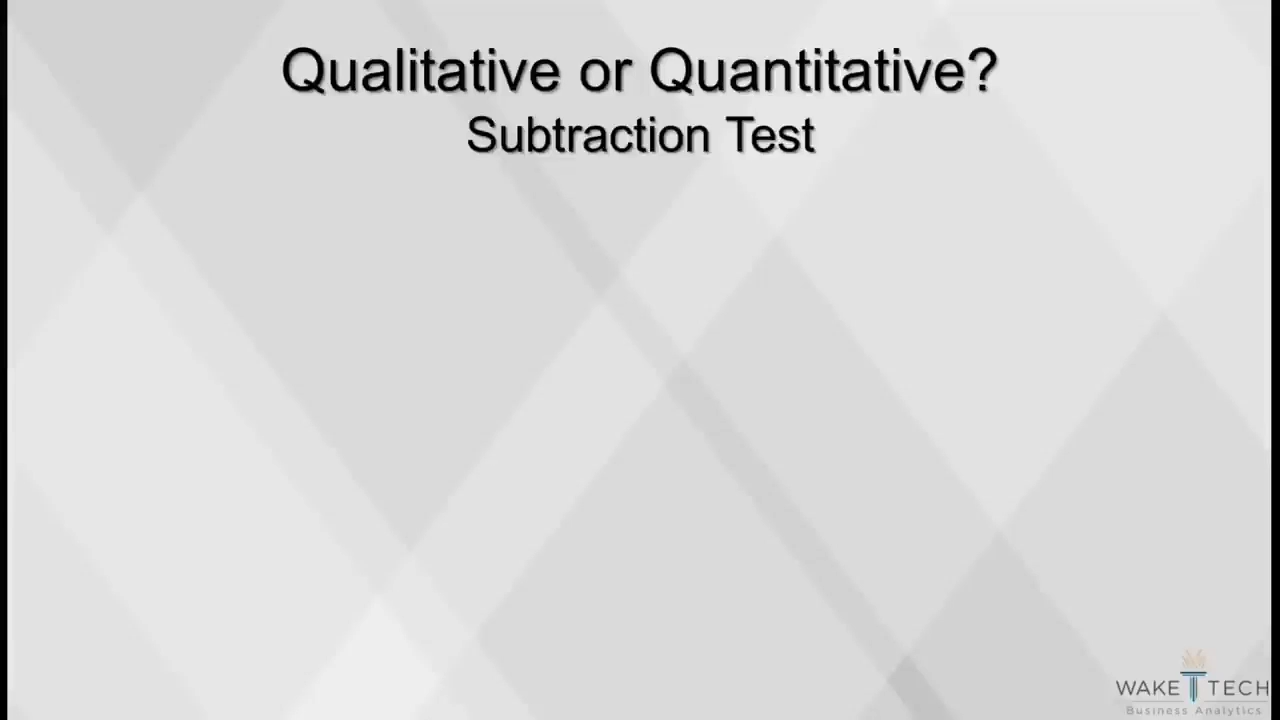 Qualitative or Quantitative?
Subtraction Test
WAKE TECH
Business Analytics